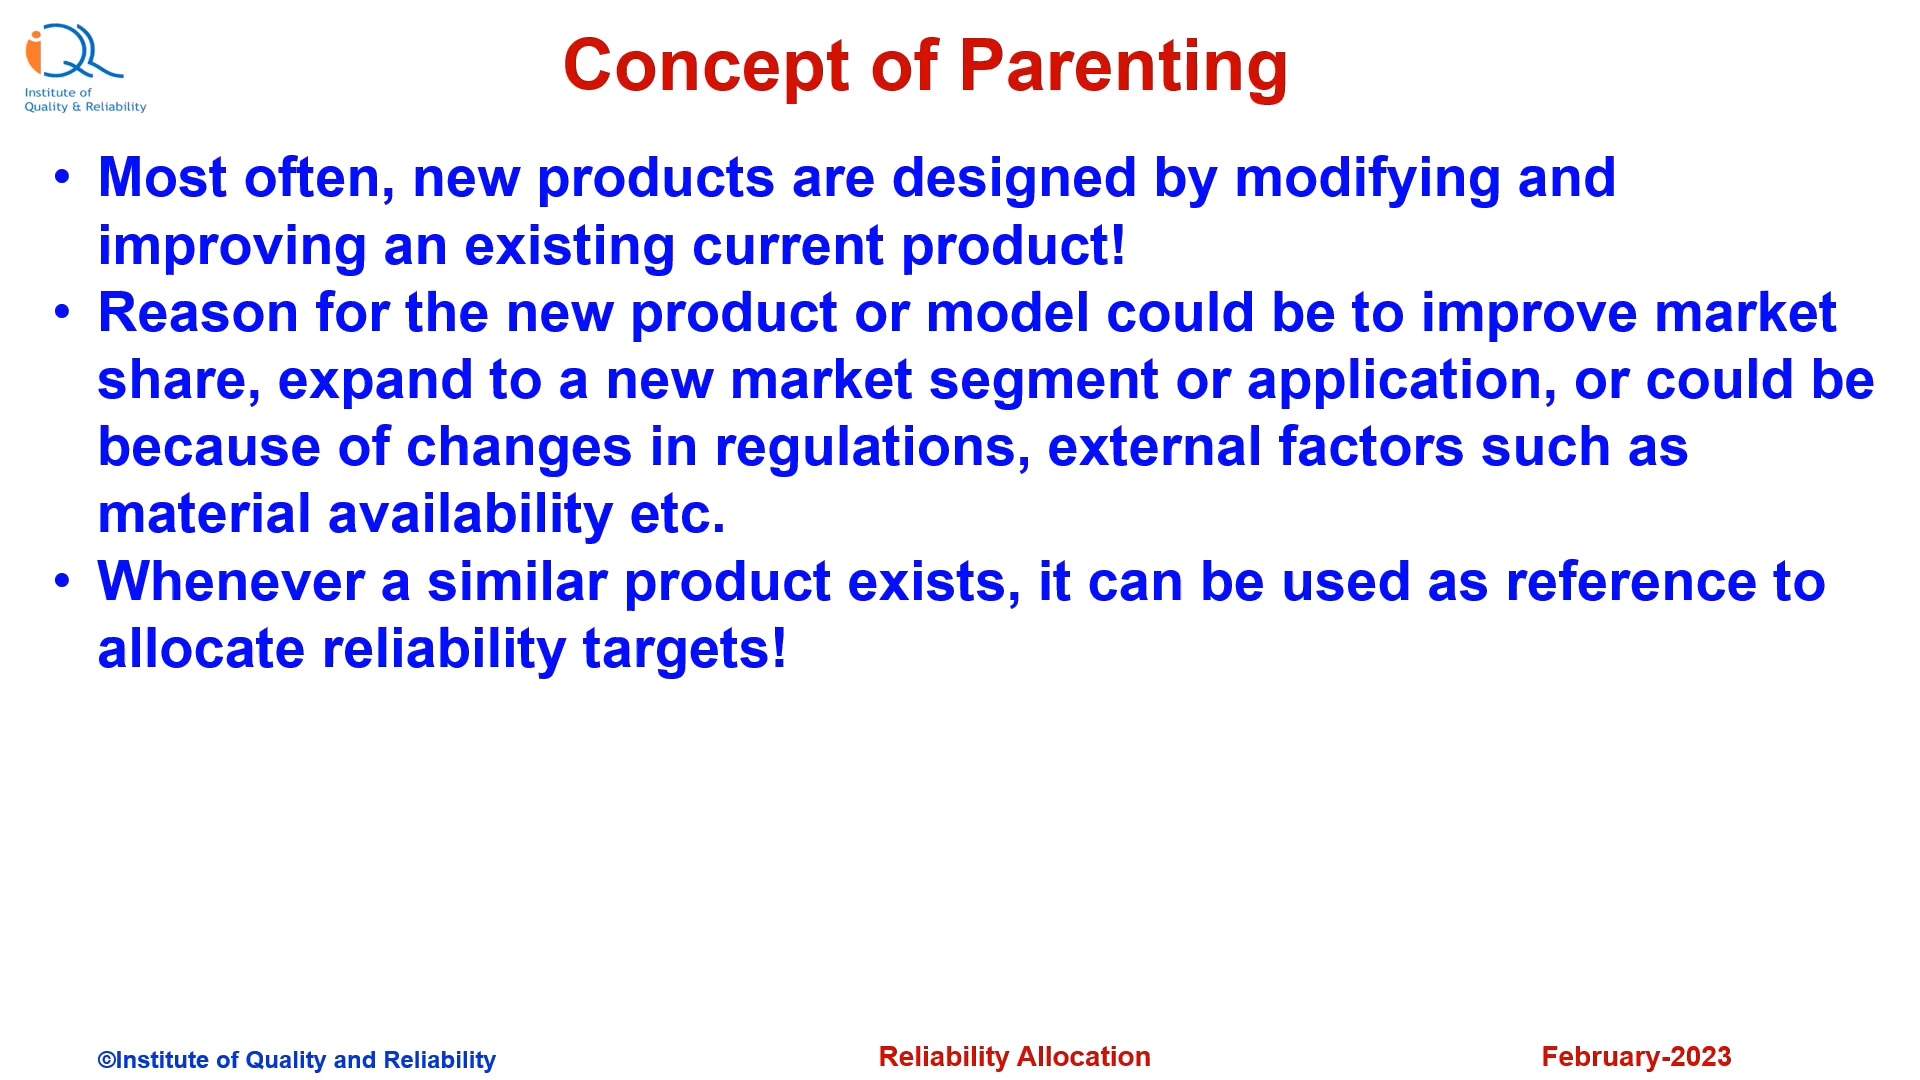 iQR
Institute of
Quality & Reliability
Concept of Parenting
• Most often, new products are designed by modifying and
improving an existing current product!
• Reason for the new product or model could be to improve market
share, expand to a new market segment or application, or could be
because of changes in regulations, external factors such as
material availability etc.
• Whenever a similar product exists, it can be used as reference to
allocate reliability targets!
©Institute of Quality and Reliability
Reliability Allocation
February-2023